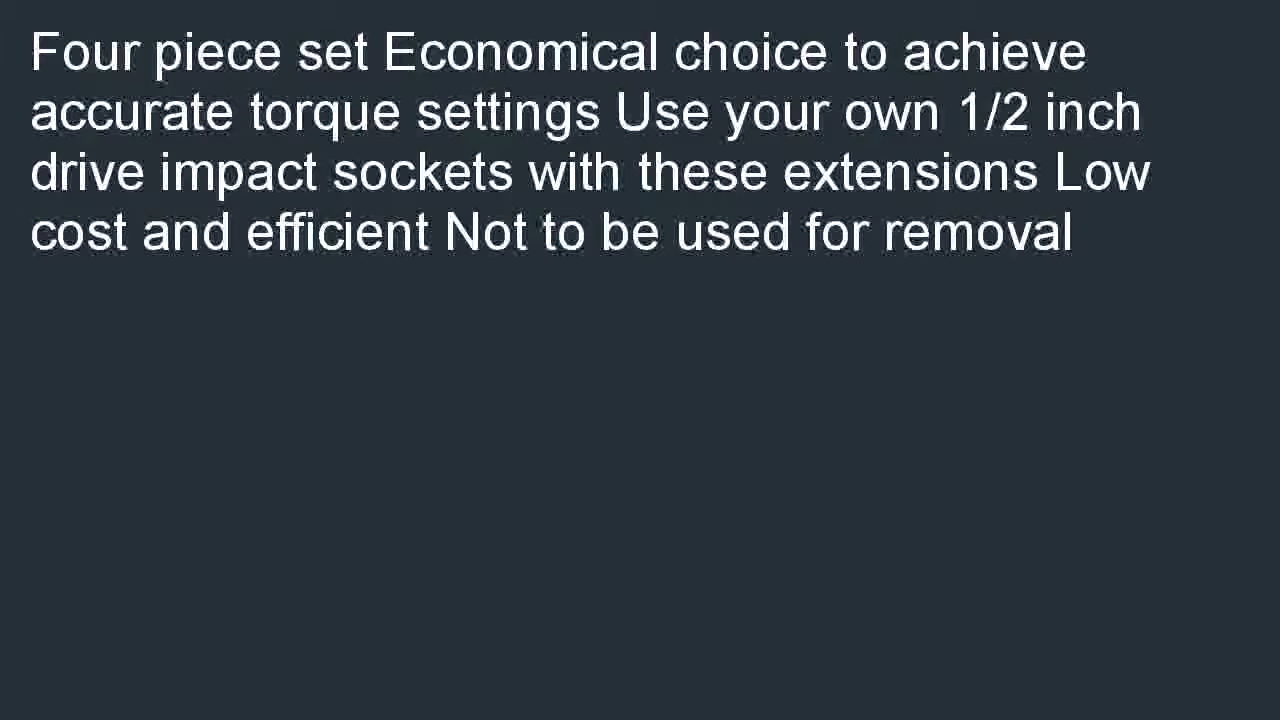 Four piece set Economical choice to achieve
accurate torque settings Use your own 1/2 inch
drive impact sockets with these extensions Low
cost and efficient Not to be used for removal